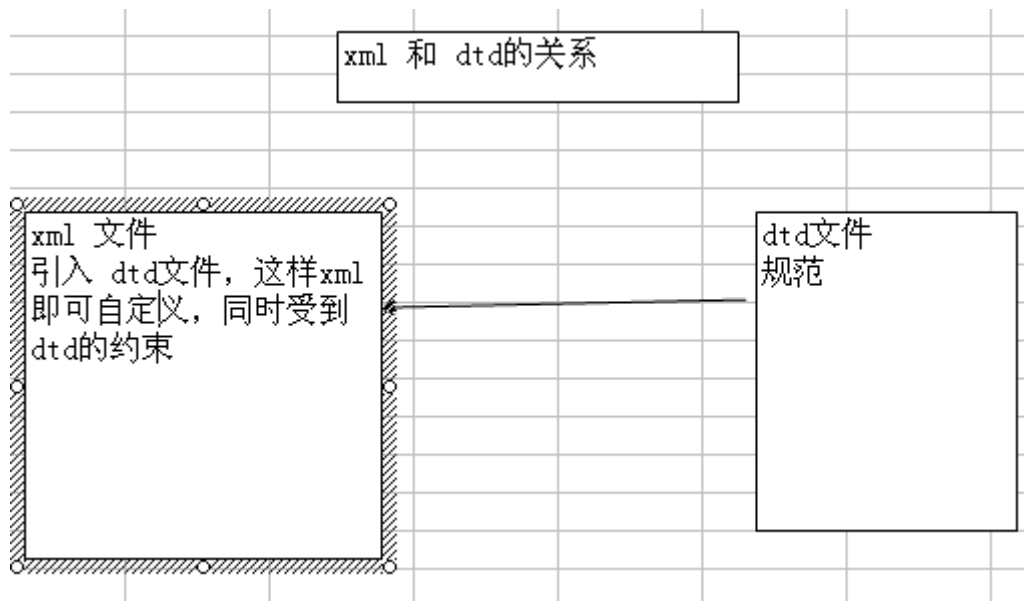 xml 和 dtd的关系
xml 文件
引入 dtd文件，这样xml
即可自定义，同时受到
dtd的约束
dtd文件
规范